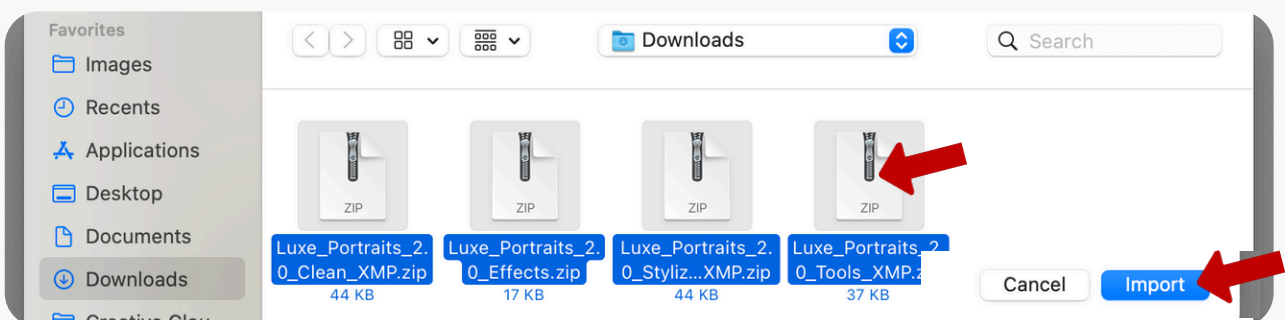 Favorites
Images
Recents
Applications
Desktop
Documents
Downloads
Downloads
Search
ZIP
ZIP
ZIP
ZIP
Luxe_Portraits_2.
0_Clean_XMP.zip
44 KB
Luxe_Portraits_2.
0_Effects.zip
17 KB
Luxe_Portraits_2.
0_Styliz...XMP.zip
44 KB
Luxe_Portraits_2
0_Tools_XMP.z
37 KB
Cancel
Import